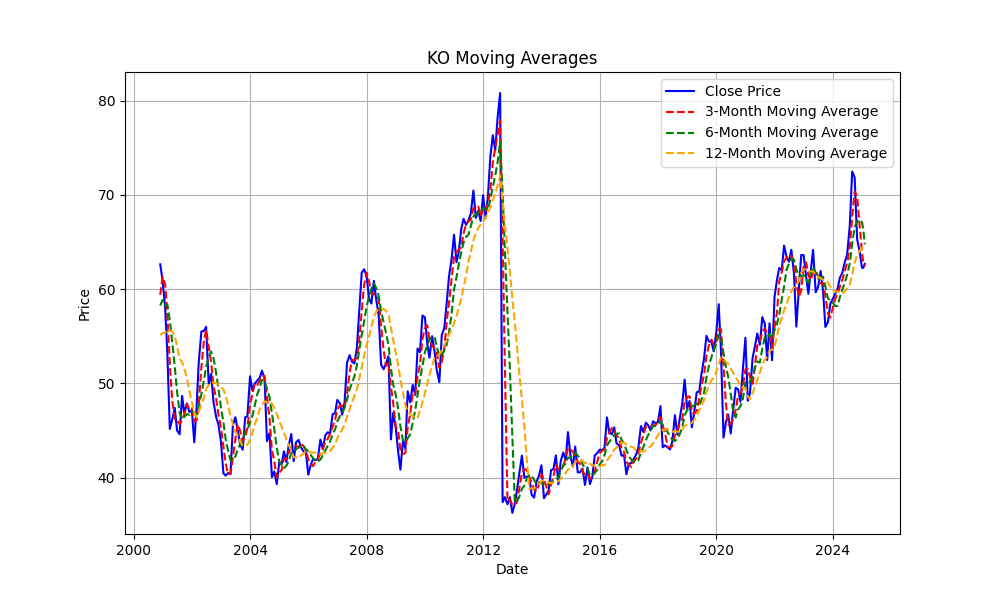 KO Moving Averages
Close Price
3-Month Moving Average
6-Month Moving Average
12-Month Moving Average
80
70
60
50
40
Price
2000 2004 2008 2012 2016 2020 2024
Date